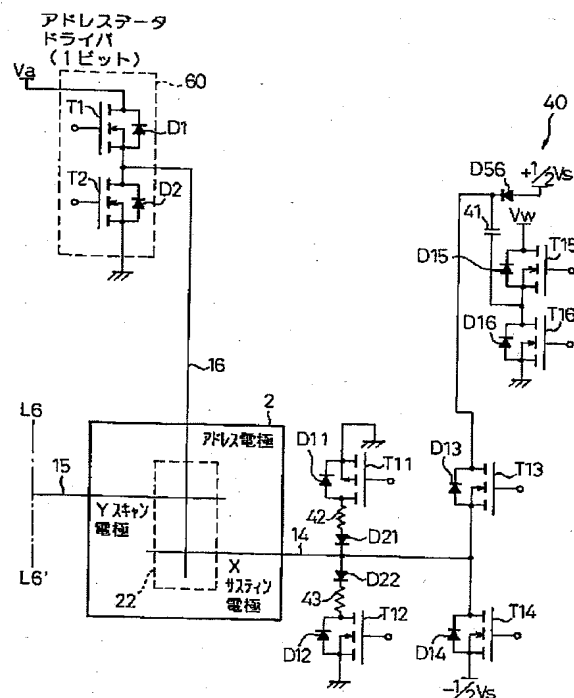 アドレスデータ
ドライバ
(1ビット)
Va
60
T1
D1
T2
D2
16
40
D56
+1/2Vs
41
Vw
D15
T15
D16
T16
L6
15
L6'
2
アドレス電極
Yスキャン
電極
22
X
サスティン
電極
14
D11
T11
42
D21
D22
43
T12
D12
D13
T13
T14
D14
-1/2Vs